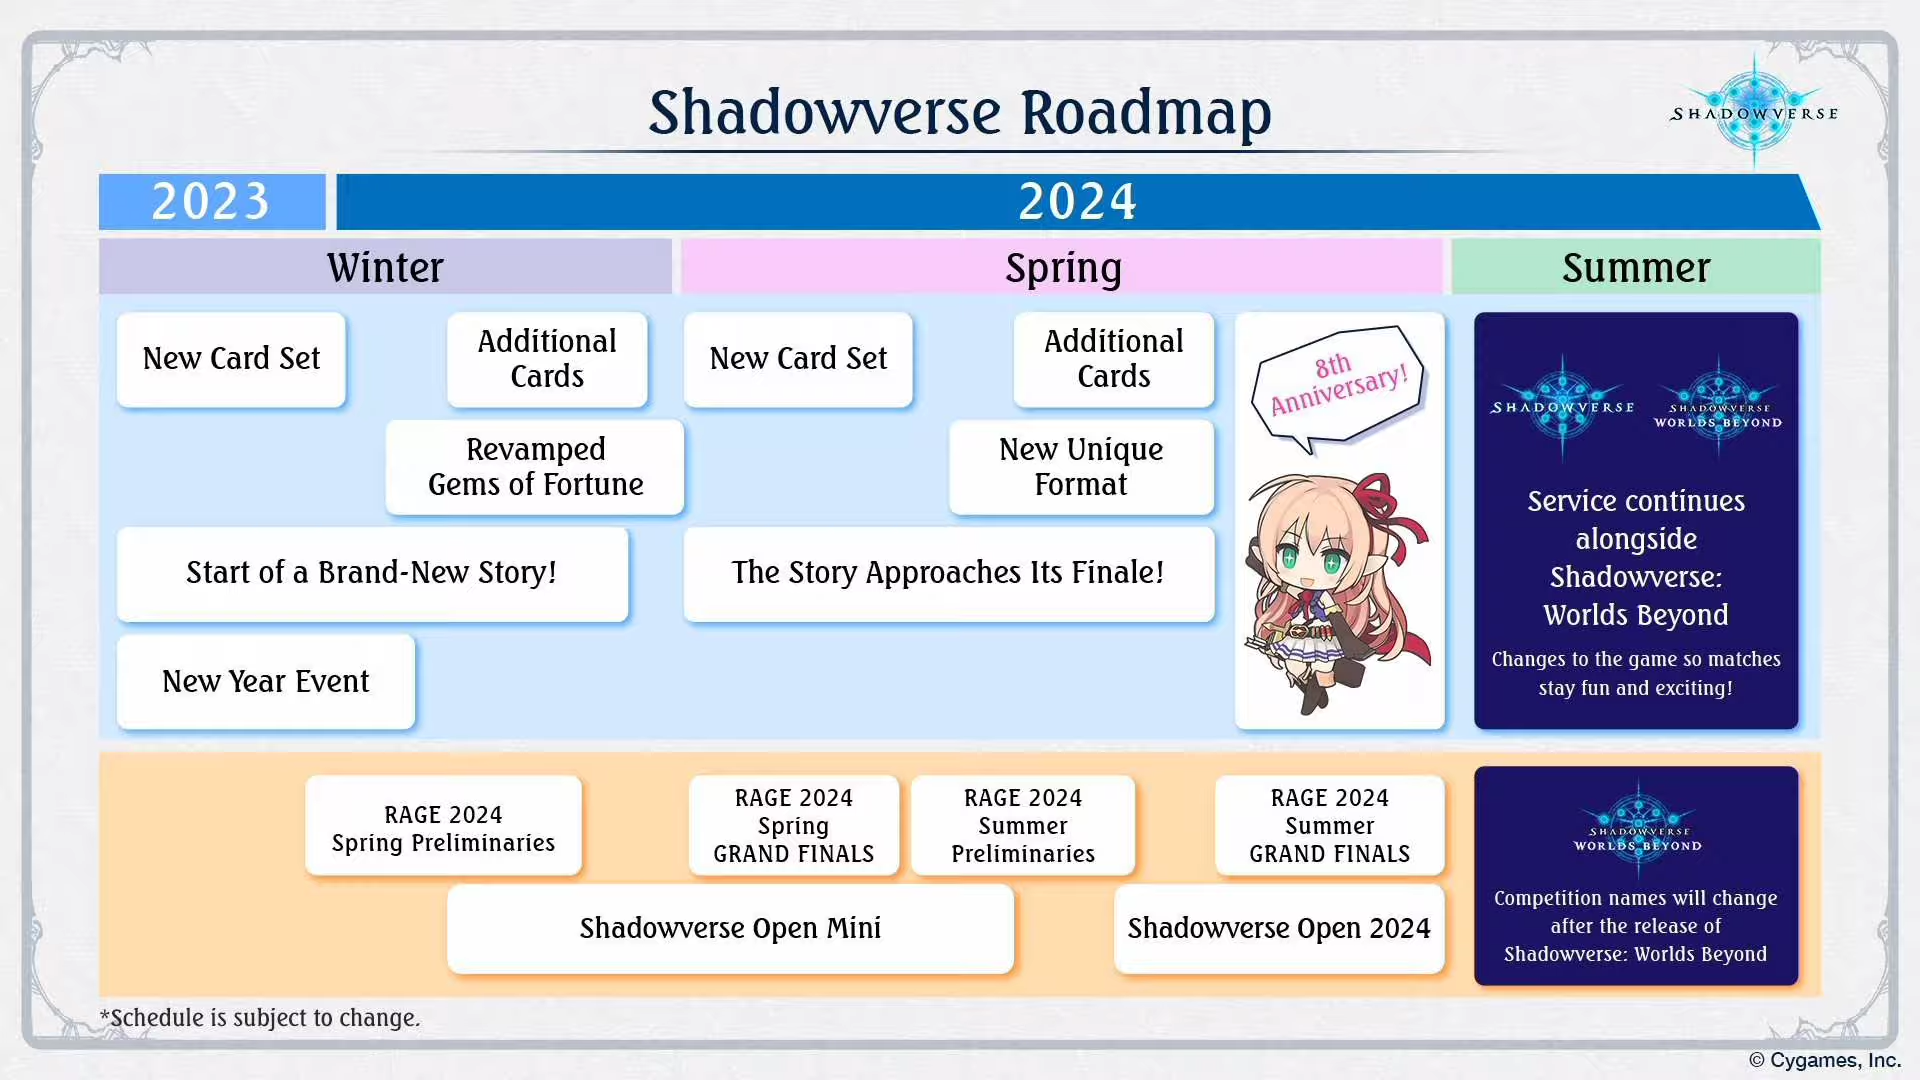 Shadowverse Roadmap
SHADOWVERSE
2023
2024
Winter
Spring
Summer
New Card Set
Additional
Cards
New Card Set
Additional
Cards
8th
Anniversary!
Revamped
Gems of Fortune
New Unique
Format
Start of a Brand-New Story!
The Story Approaches Its Finale!
New Year Event
SHADOWVERSE
SHADOWVERSE
WORLDS BEYOND
Service continues
alongside
Shadowverse:
Worlds Beyond
Changes to the game so matches
stay fun and exciting!
RAGE 2024
Spring Preliminaries
RAGE 2024
Spring
GRAND FINALS
RAGE 2024
Summer
Preliminaries
RAGE 2024
Summer
GRAND FINALS
Shadowverse Open Mini
Shadowverse Open 2024
SHADOWVERSE
WORLDS BEYOND
Competition names will change
after the release of
Shadowverse: Worlds Beyond
*Schedule is subject to change.
© Cygames, Inc.